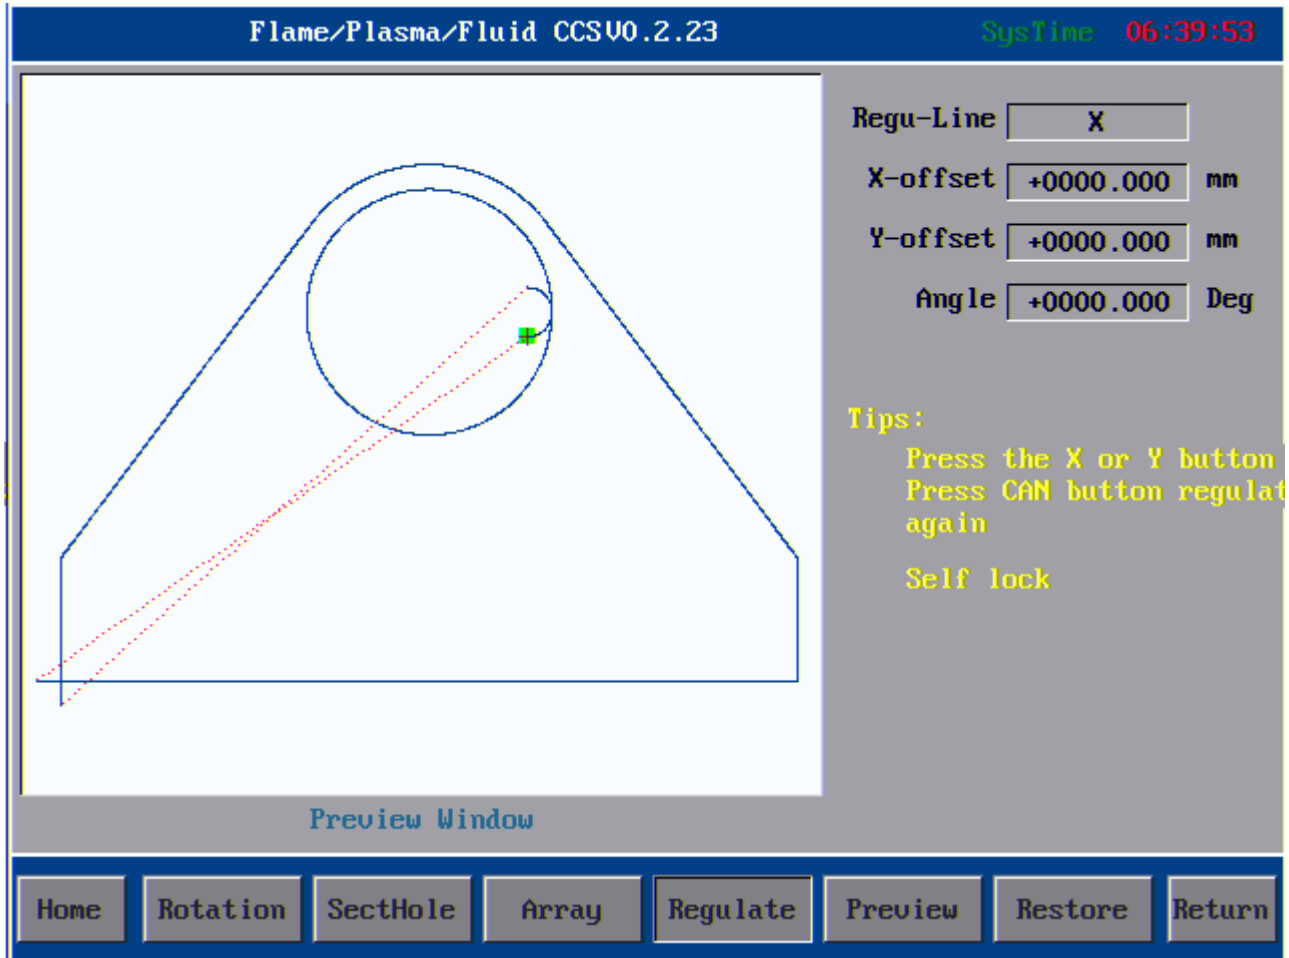 Flame/Plasma/Fluid CCSV0.2.23 SysTime 06:39:53
Regu-Line X
X-offset +0000.000 mm
Y-offset +0000.000 mm
Angle +0000.000 Deg
Tips:
Press the X or Y button
Press CAN button regulat
again
Self lock
Preview Window
Home Rotation SectHole Array Regulate Preview Restore Return